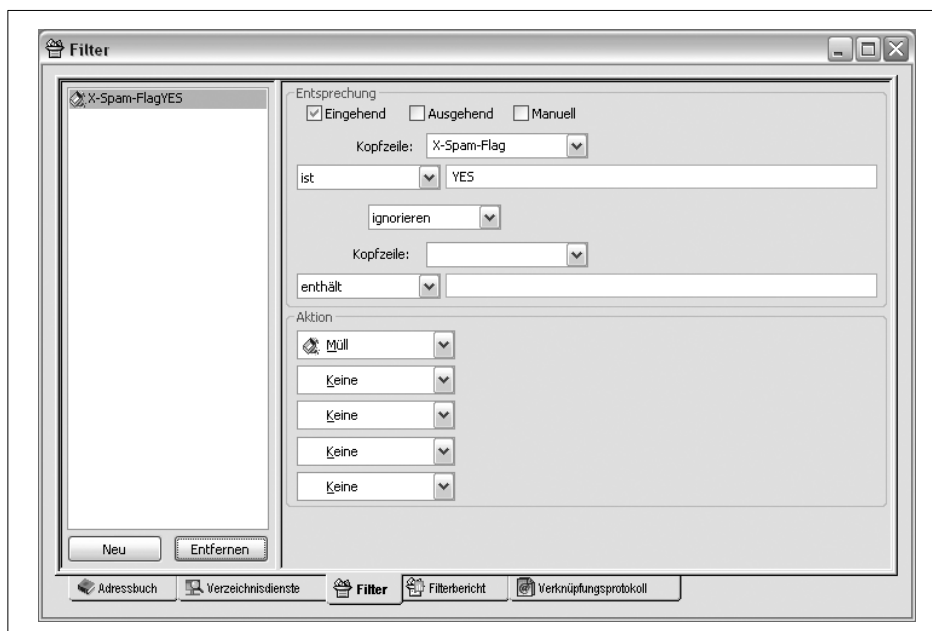 Filter
X-Spam-FlagYES
Entsprechung
Eingehend Ausgehend Manuell
Kopfzeile: X-Spam-Flag
ist YES
ignorieren
Kopfzeile:
enthält
Aktion
Müll
Keine
Keine
Keine
Keine
Neu Entfernen
Adressbuch Verzeichnisdienste Filter Filterbericht Verknüpfungsprotokoll